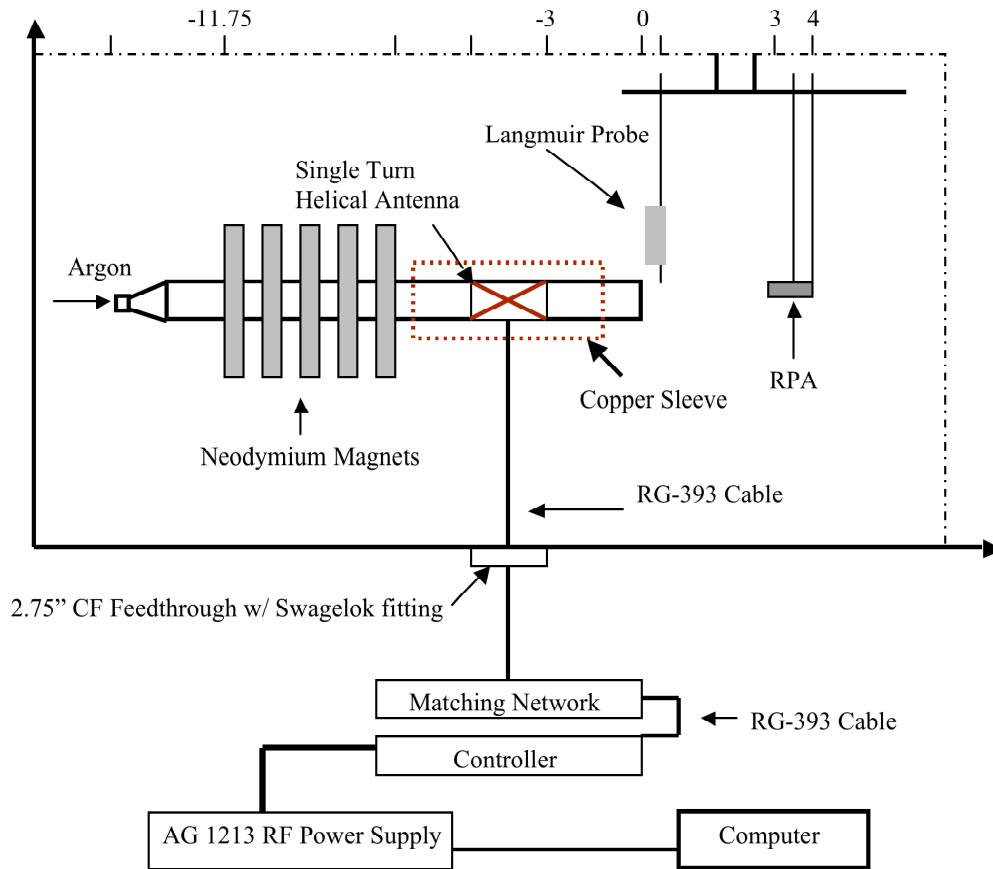 -11.75 -3 0 3 4
Langmuir Probe
Single Turn
Helical Antenna
Argon
RPA
Copper Sleeve
Neodymium Magnets
RG-393 Cable
2.75” CF Feedthrough w/ Swagelok fitting
Matching Network
RG-393 Cable
Controller
AG 1213 RF Power Supply
Computer